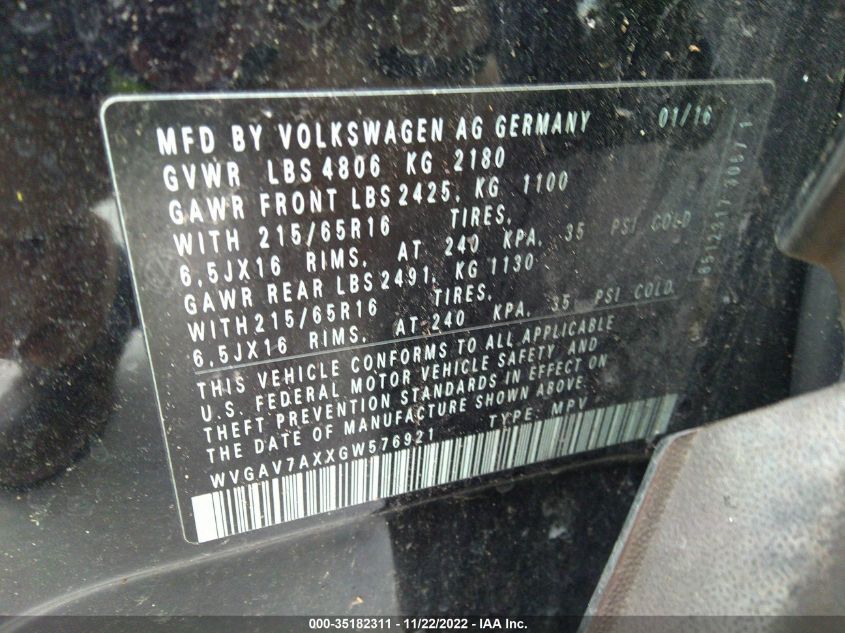 MFD BY VOLKSWAGEN AG GERMANY 01/16
GVWR LBS 4806 KG 2180
GAWR FRONT LBS 2425, KG 1100
WITH 215/65R16 TIRES,
6,5JX16 RIMS, AT 240 KPA, 35 PSI COLD
GAWR REAR LBS 2491, KG 1130
WITH 215/65R16 TIRES,
6,5JX16 RIMS, AT 240 KPA, 35 PSI COLD
THIS VEHICLE CONFORMS TO ALL APPLICABLE
U.S. FEDERAL MOTOR VEHICLE SAFETY AND
THEFT PREVENTION STANDARDS IN EFFECT ON
THE DATE OF MANUFACTURE SHOWN ABOVE.
WVGAV7AXXGW576921 TYPE: MPV
000-35182311 - 11/22/2022 - IAA Inc.